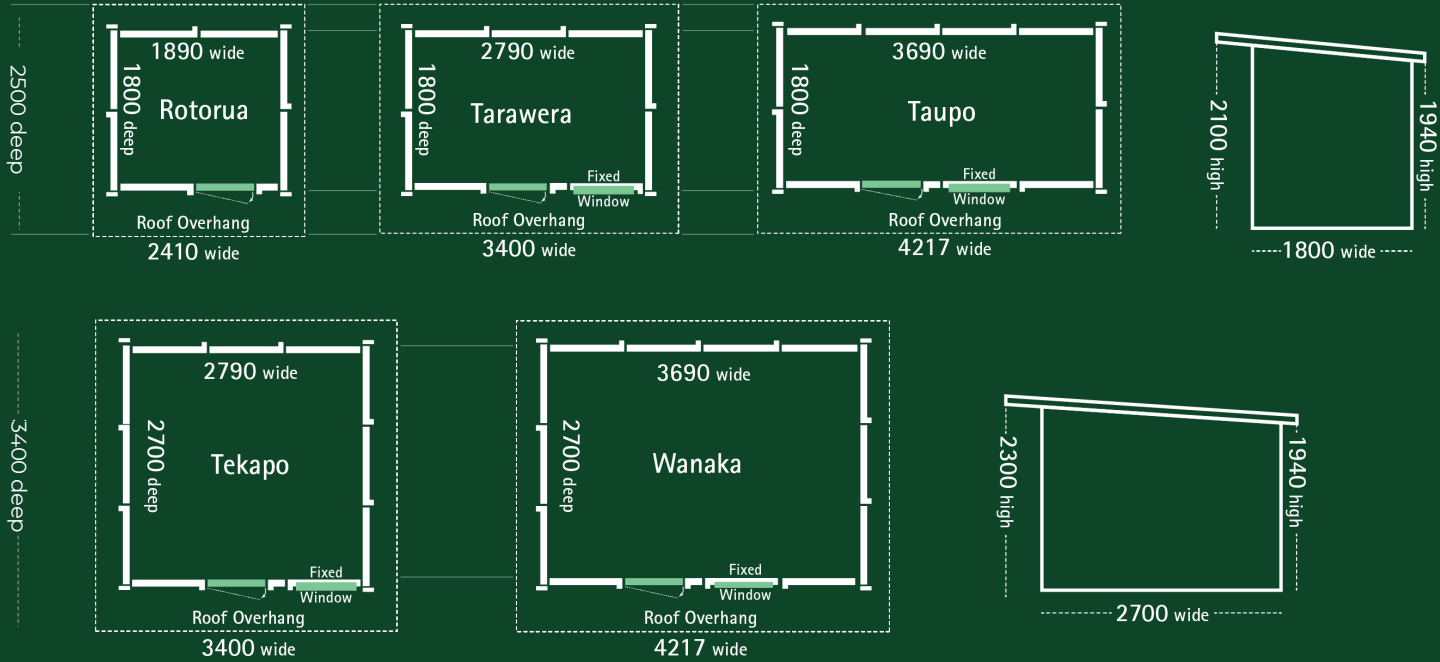 2500 deep
1890 wide
1800 deep
Rotorua
Roof Overhang
2410 wide
2790 wide
1800 deep
Tarawera
Fixed
Window
Roof Overhang
3400 wide
3690 wide
1800 deep
Taupo
Fixed
Window
Roof Overhang
4217 wide
2100 high
1940 high
1800 wide
3400 deep
2790 wide
2700 deep
Tekapo
Fixed
Window
Roof Overhang
3400 wide
3690 wide
2700 deep
Wanaka
Fixed
Window
Roof Overhang
4217 wide
2300 high
1940 high
2700 wide